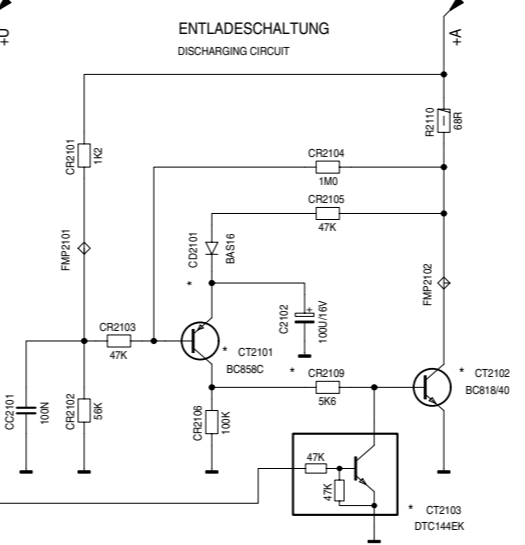 +U
ENTLADESCHALTUNG
DISCHARGING CIRCUIT
+A
R2110
68R
CR2101
1K2
CR2104
1M0
CR2105
47K
CD2101
BAS16
FMP2101
*
FMP2102
C2102
+
100U/16V
CR2103
47K
* CT2101
BC858C
*
CR2109
5K6
* CT2102
BC818/40
CC2101
100N
CR2102
56K
CR2106
100K
47K
47K
* CT2103
DTC144EK